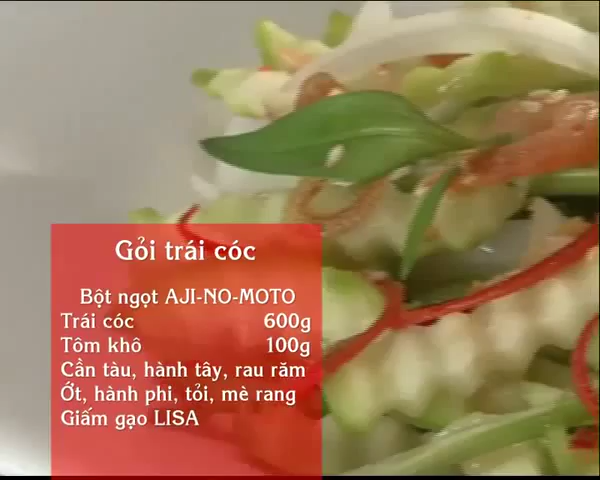 Gỏi trái cóc
Bột ngọt AJI-NO-MOTO
Trái cóc 600g
Tôm khô 100g
Cần tàu, hành tây, rau răm
Ớt, hành phi, tỏi, mè rang
Giấm gạo LISA